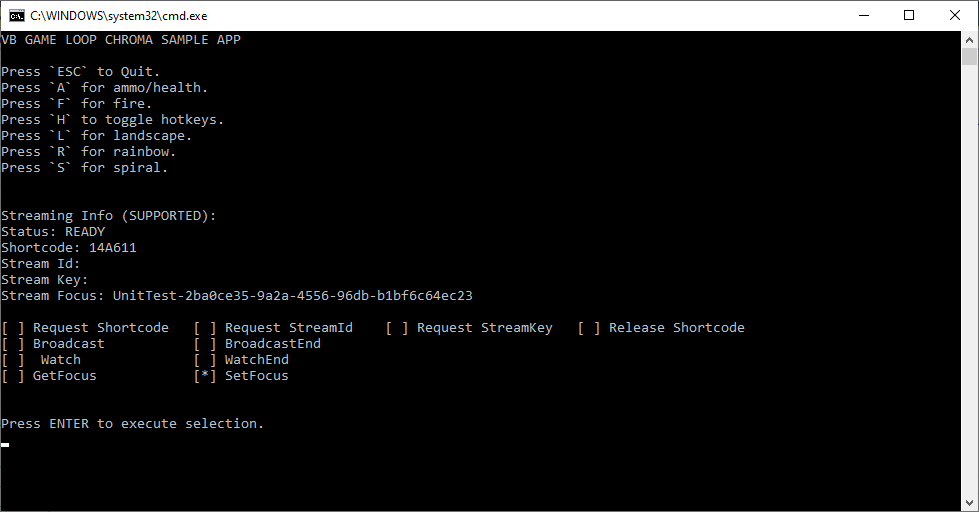 C:\WINDOWS\system32\cmd.exe
VB GAME LOOP CHROMA SAMPLE APP
Press `ESC` to Quit.
Press `A` for ammo/health.
Press `F` for fire.
Press `H` to toggle hotkeys.
Press `L` for landscape.
Press `R` for rainbow.
Press `S` for spiral.
Streaming Info (SUPPORTED):
Status: READY
Shortcode: 14A611
Stream Id:
Stream Key:
Stream Focus: UnitTest-2ba0ce35-9a2a-4556-96db-b1bf6c64ec23
[ ] Request Shortcode   [ ] Request StreamId    [ ] Request StreamKey   [ ] Release Shortcode
[ ] Broadcast           [ ] BroadcastEnd
[ ]  Watch              [ ] WatchEnd
[ ] GetFocus            [*] SetFocus
Press ENTER to execute selection.